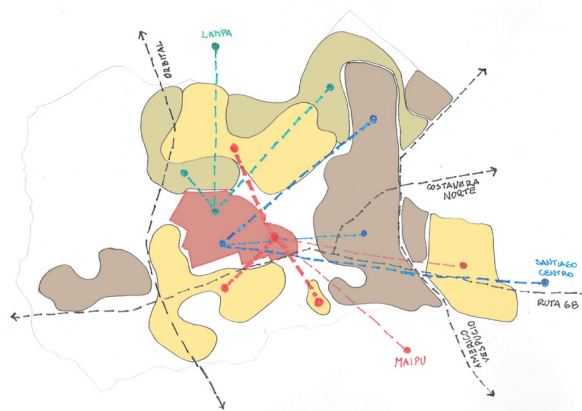 LAMPA
ORBITAL
COSTANERA
NORTE
SANTIAGO
CENTRO
RUTA 68
AMERICO
VESPUCIO
MAIPU